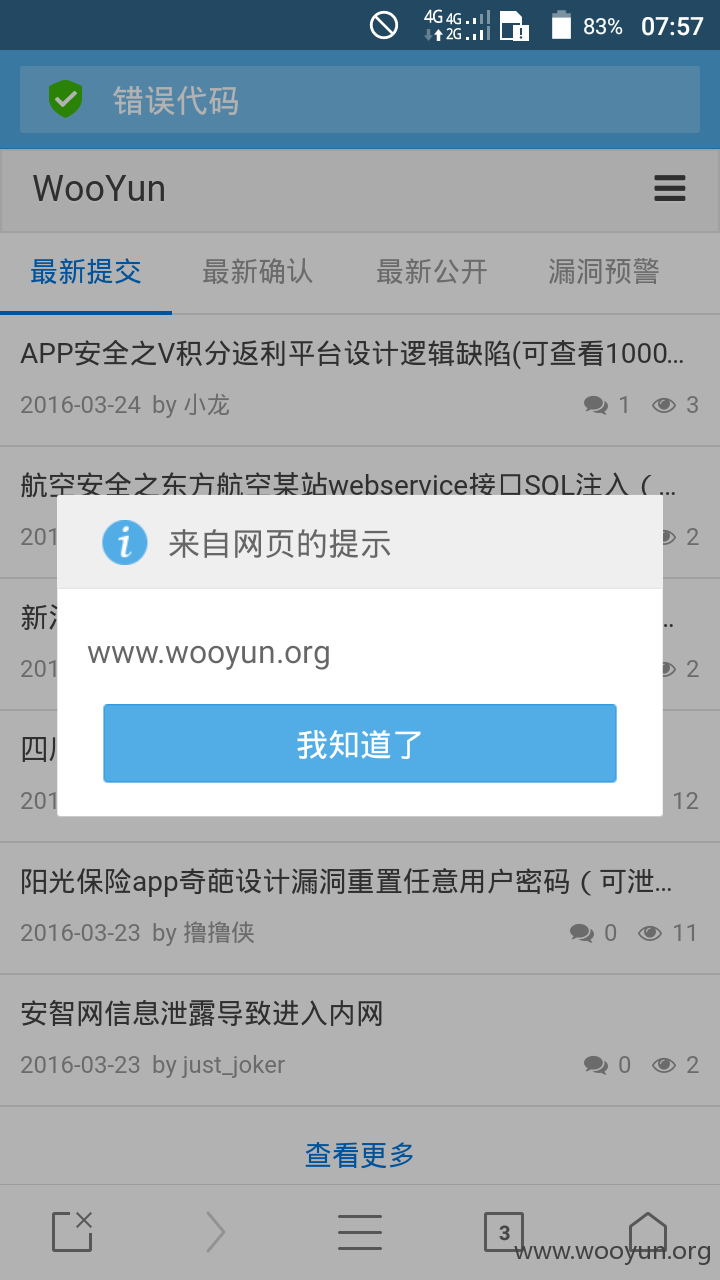 4G 4G 2G 83% 07:57
错误代码
WooYun
最新提交 最新确认 最新公开 漏洞预警
APP安全之V积分返利平台设计逻辑缺陷(可查看1000...
2016-03-24 by 小龙 1 3
航空安全之东方航空某站webservice接口SQL注入（...
201 2
来自网页的提示
...
201 2
www.wooyun.org
我知道了
201 12
阳光保险app奇葩设计漏洞重置任意用户密码（可泄...
2016-03-23 by 撸撸侠 0 11
安智网信息泄露导致进入内网
2016-03-23 by just_joker 0 2
查看更多
3
www.wooyun.org